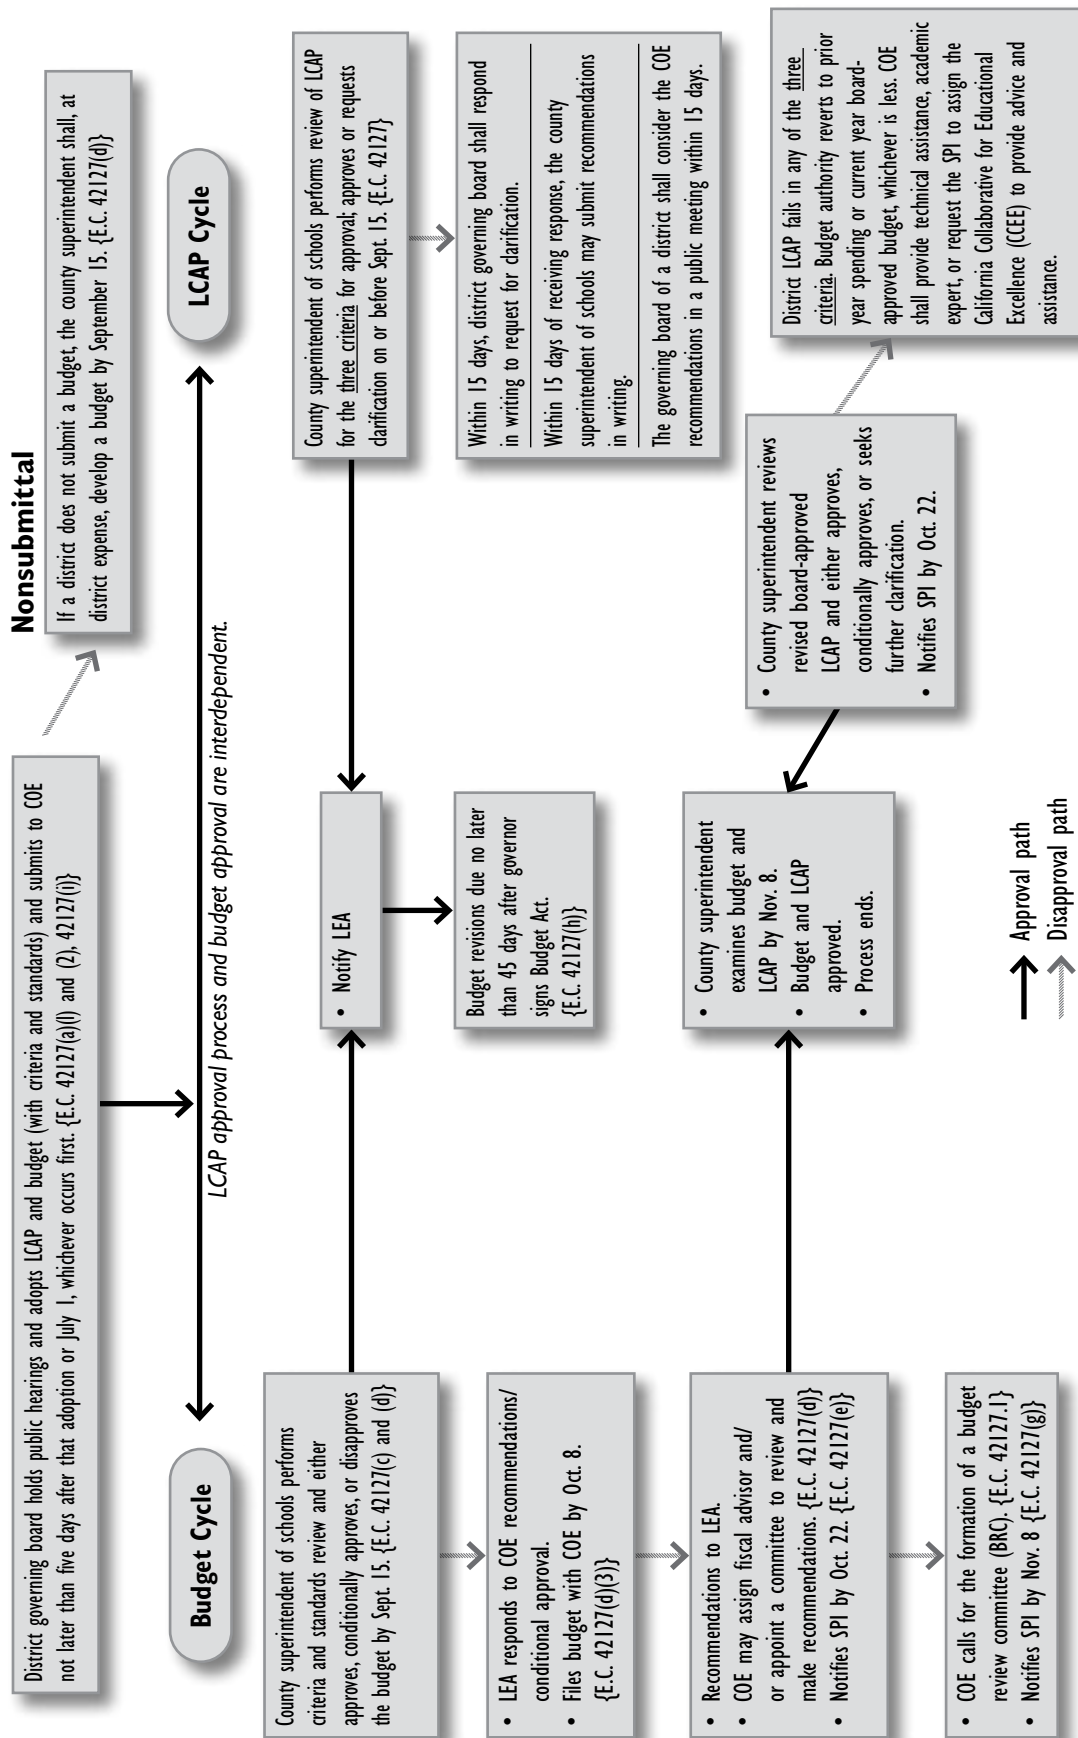 District governing board holds public hearings and adopts LCAP and budget (with criteria and standards) and submits to COE
not later than five days after that adoption or July 1, whichever occurs first. {E.C. 42127(a)(l) and (2), 42127(i)}
Nonsubmittal
If a district does not submit a budget, the county superintendent shall, at
district expense, develop a budget by September 15. {E.C. 42127(d)}
Budget Cycle
LCAP Cycle
LCAP approval process and budget approval are interdependent.
County superintendent of schools performs
criteria and standards review and either
approves, conditionally approves, or disapproves
the budget by Sept. 15. {E.C. 42127(c) and (d)}
• Notify LEA
County superintendent of schools performs review of LCAP
for the three criteria for approval; approves or requests
clarification on or before Sept 15. {E.C. 42127}
• LEA responds to COE recommendations/
conditional approval.
• Files budget with COE by Oct. 8.
{E.C. 42127(d)(3)}
Budget revisions due no later
than 45 days after governor
signs Budget Act.
{E.C. 42127(h)}
Within 15 days, district governing board shall respond
in writing to request for clarification.
Within 15 days of receiving response, the county
superintendent of schools may submit recommendations
in writing.
The governing board of a district shall consider the COE
recommendations in a public meeting within 15 days.
• Recommendations to LEA.
• COE may assign fiscal advisor and/
or appoint a committee to review and
make recommendations. {E.C. 42127(d)}
• Notifies SPI by Oct. 22. {E.C. 42127(e)}
• County superintendent
examines budget and
LCAP by Nov. 8.
• Budget and LCAP
approved.
• Process ends.
• County superintendent reviews
revised board-approved
LCAP and either approves,
conditionally approves, or seeks
further clarification.
• Notifies SPI by Oct. 22.
District LCAP fails in any of the three
criteria. Budget authority reverts to prior
year spending or current year board-
approved budget, whichever is less. COE
shall provide technical assistance, academic
expert, or request the SPI to assign the
California Collaborative for Educational
Excellence (CCEE) to provide advice and
assistance.
• COE calls for the formation of a budget
review committee (BRC). {E.C. 42127.1}
• Notifies SPI by Nov. 8 {E.C. 42127(g)}
Approval path
Disapproval path